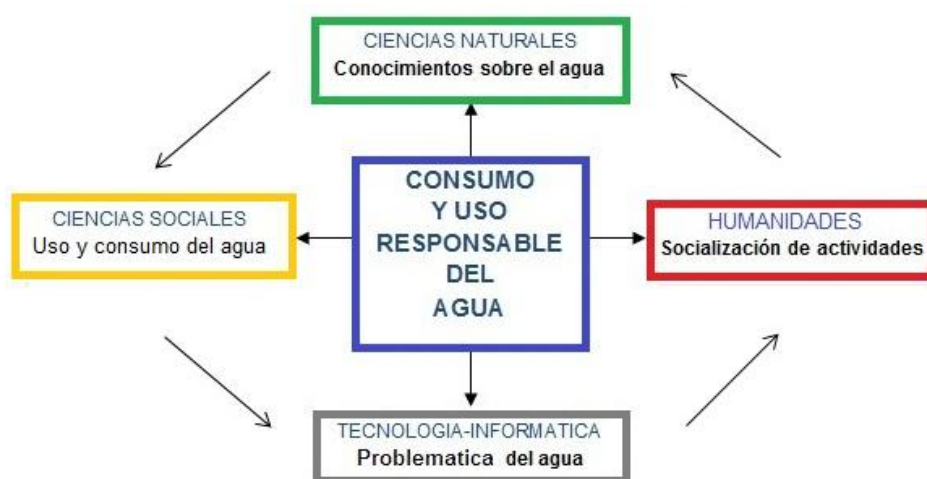 CIENCIAS NATURALES
Conocimientos sobre el agua
CONSUMO
Y USO
RESPONSABLE
DEL
AGUA
CIENCIAS SOCIALES
Uso y consumo del agua
HUMANIDADES
Socialización de actividades
TECNOLOGIA-INFORMATICA
Problematica del agua